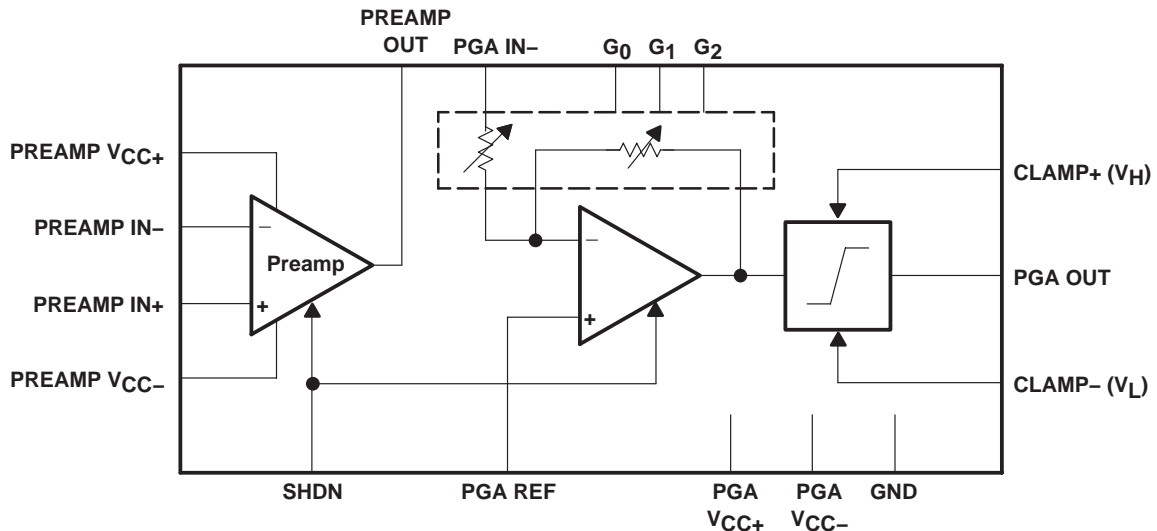 PREAMP
OUT
PGA IN−
G0
G1
G2
PREAMP VCC+
CLAMP+ (VH)
PREAMP IN−
−
Preamp
−
PGA OUT
PREAMP IN+
+
+
PREAMP VCC−
CLAMP− (VL)
SHDN
PGA REF
PGA
VCC+
PGA
VCC−
GND